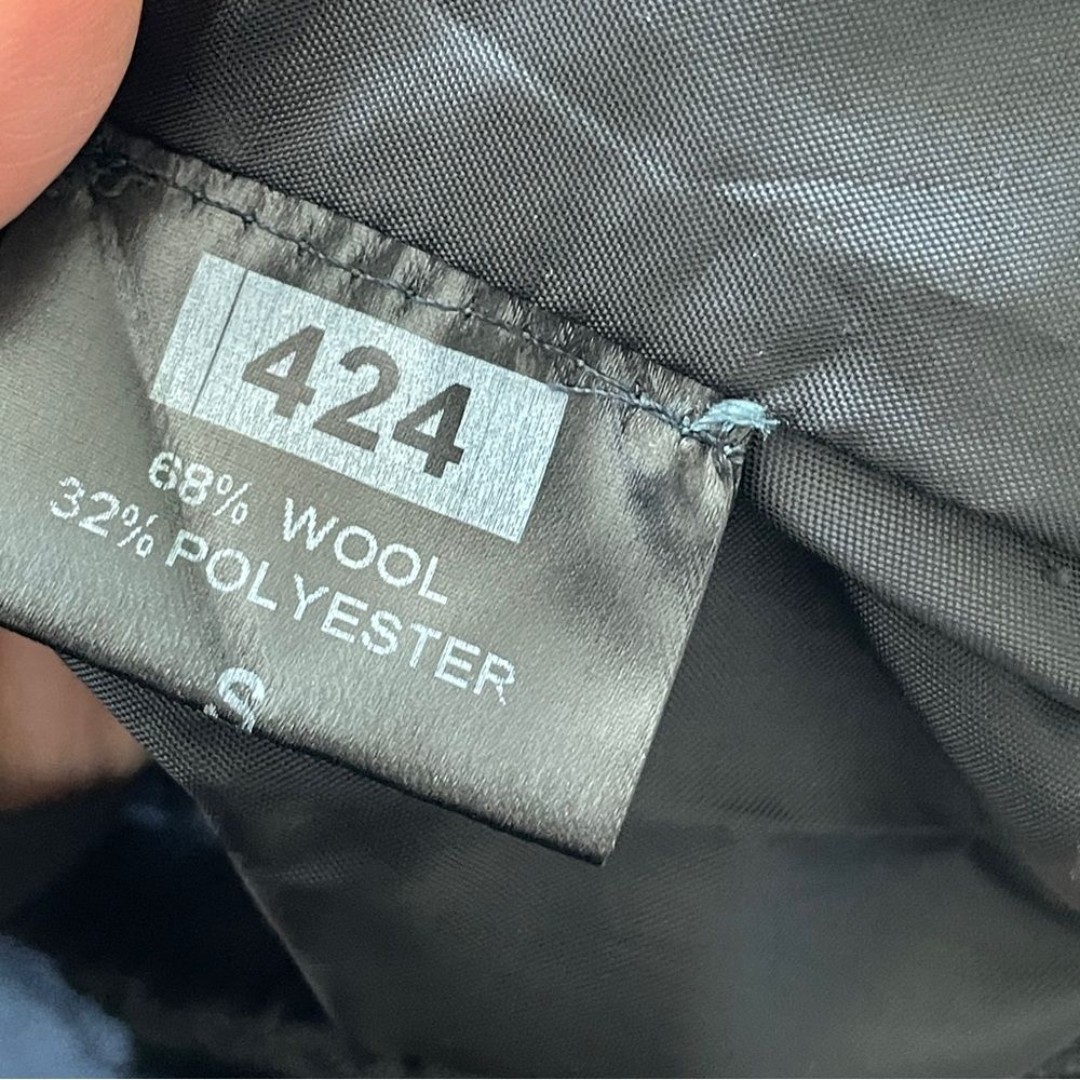 424
68% WOOL
32% POLYESTER
S